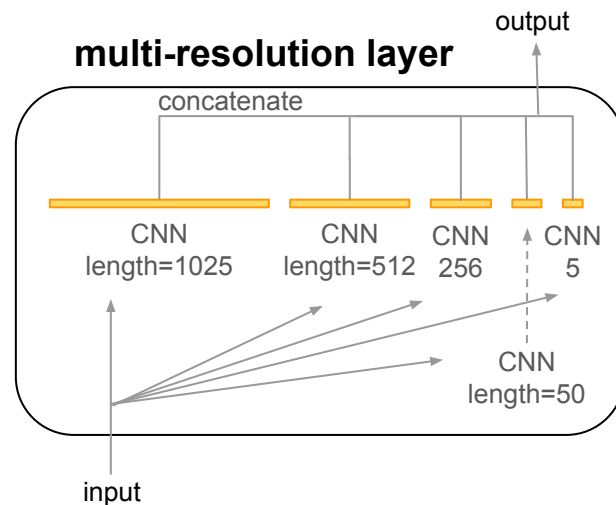 output
multi-resolution layer
concatenate
CNN
length=1025
CNN
length=512
CNN
256
CNN
5
CNN
length=50
input